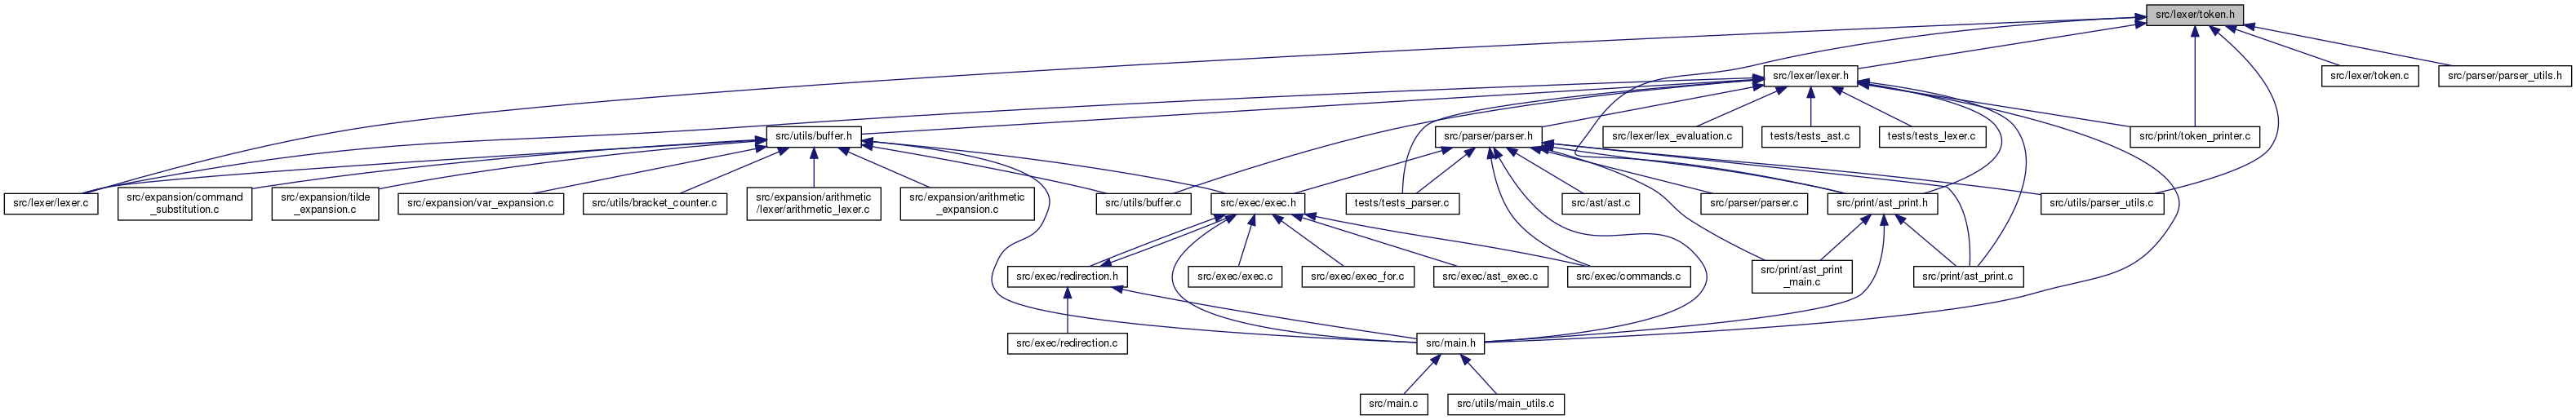 src/lexer/token.h
src/lexer/lexer.h
src/lexer/token.c
src/parser/parser_utils.h
src/utils/buffer.h
src/parser/parser.h
src/lexer/lex_evaluation.c
tests/tests_ast.c
tests/tests_lexer.c
src/print/token_printer.c
src/lexer/lexer.c
src/expansion/command
_substitution.c
src/expansion/tilde
_expansion.c
src/expansion/var_expansion.c
src/utils/bracket_counter.c
src/expansion/arithmetic
/lexer/arithmetic_lexer.c
src/expansion/arithmetic
_expansion.c
src/utils/buffer.c
src/exec/exec.h
tests/tests_parser.c
src/ast/ast.c
src/parser/parser.c
src/print/ast_print.h
src/utils/parser_utils.c
src/exec/redirection.h
src/exec/exec.c
src/exec/exec_for.c
src/exec/ast_exec.c
src/exec/commands.c
src/print/ast_print
_main.c
src/print/ast_print.c
src/exec/redirection.c
src/main.h
src/main.c
src/utils/main_utils.c